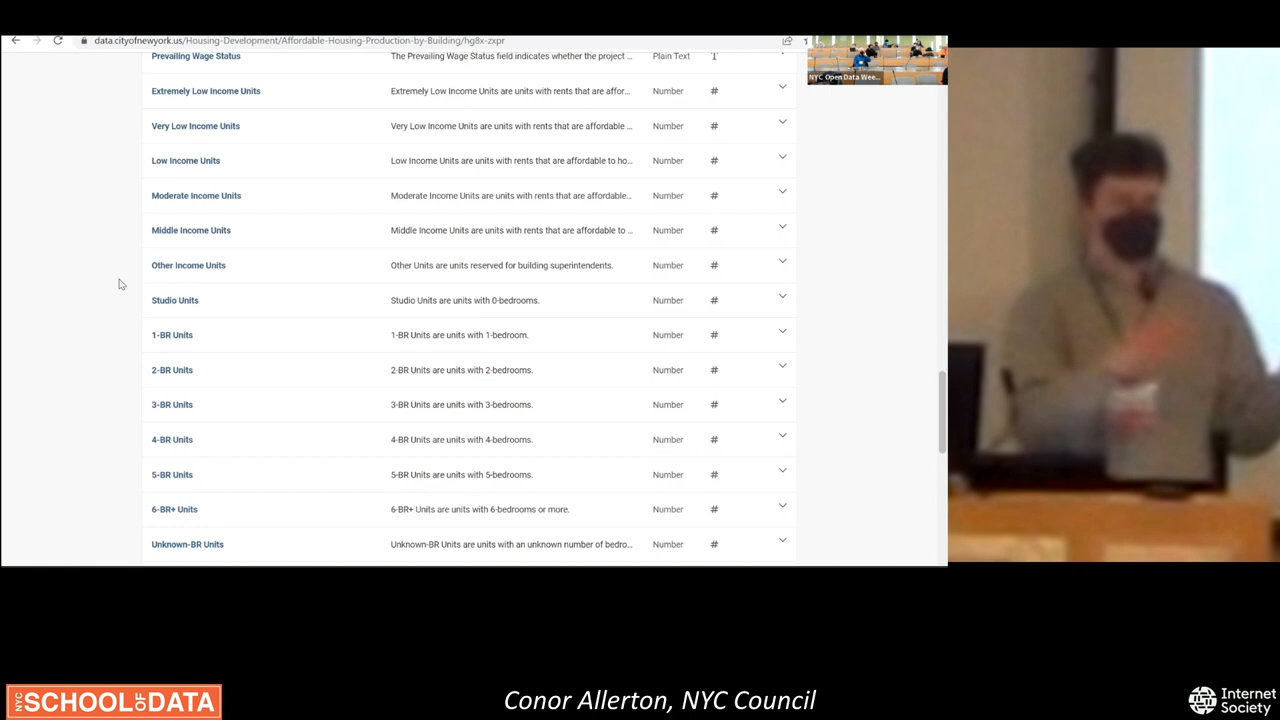 data.cityofnewyork.us/Housing-Development/Affordable-Housing-Production-by-Building/hg8x-zxpr
NYC Open Data Wee...
Prevailing Wage Status The Prevailing Wage Status field indicates whether the project ... Plain Text T
Extremely Low Income Units Extremely Low Income Units are units with rents that are affor... Number #
Very Low Income Units Very Low Income Units are units with rents that are affordable ... Number #
Low Income Units Low Income Units are units with rents that are affordable to ho... Number #
Moderate Income Units Moderate Income Units are units with rents that are affordable... Number #
Middle Income Units Middle Income Units are units with rents that are affordable to ... Number #
Other Income Units Other Units are units reserved for building superintendents. Number #
Studio Units Studio Units are units with 0-bedrooms. Number #
1-BR Units 1-BR Units are units with 1-bedroom. Number #
2-BR Units 2-BR Units are units with 2-bedrooms. Number #
3-BR Units 3-BR Units are units with 3-bedrooms. Number #
4-BR Units 4-BR Units are units with 4-bedrooms. Number #
5-BR Units 5-BR Units are units with 5-bedrooms. Number #
6-BR+ Units 6-BR+ Units are units with 6-bedrooms or more. Number #
Unknown-BR Units Unknown-BR Units are units with an unknown number of bedro... Number #
NYC SCHOOL OF DATA
Conor Allerton, NYC Council
Internet
Society